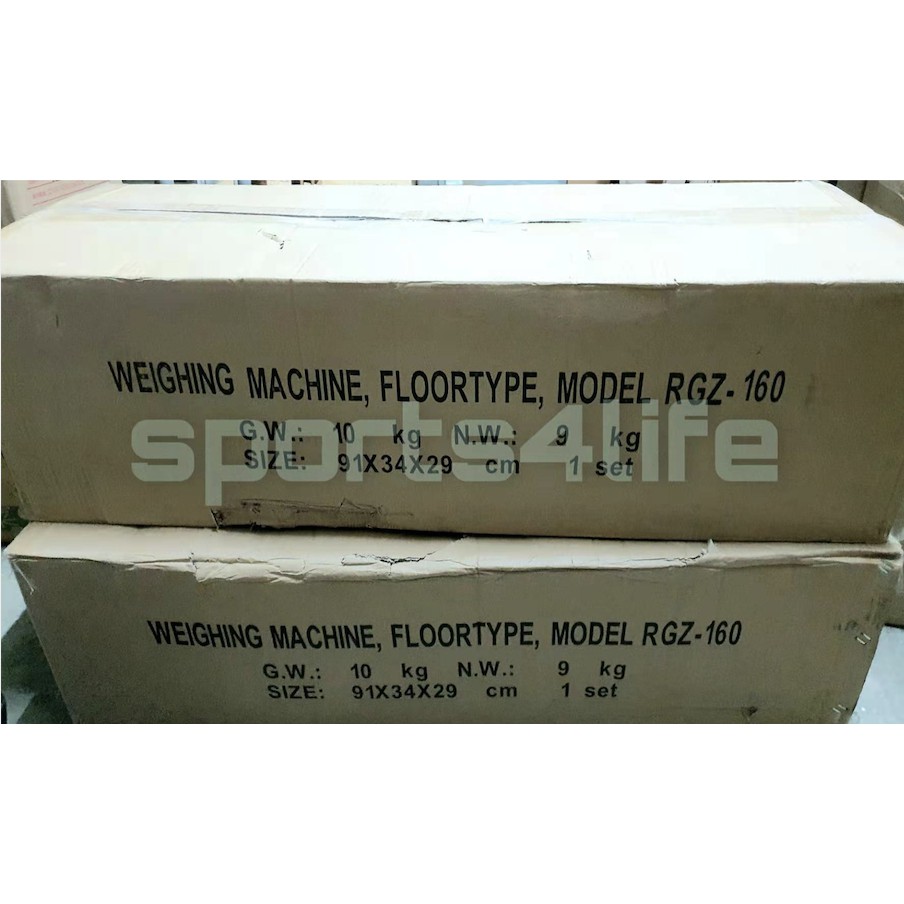 WEIGHING MACHINE, FLOORTYPE, MODEL RGZ-160
G.W.: 10 kg N.W.: 9 kg
SIZE: 91X34X29 cm 1 set
sports4life
WEIGHING MACHINE, FLOORTYPE, MODEL RGZ-160
G.W.: 10 kg N.W.: 9 kg
SIZE: 91X34X29 cm 1 set